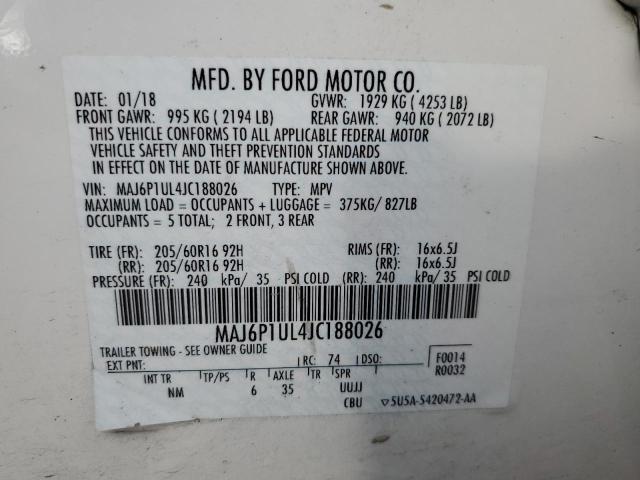 MFD. BY FORD MOTOR CO.
DATE: 01/18 GVWR: 1929 KG ( 4253 LB)
FRONT GAWR: 995 KG ( 2194 LB) REAR GAWR: 940 KG ( 2072 LB)
THIS VEHICLE CONFORMS TO ALL APPLICABLE FEDERAL MOTOR
VEHICLE SAFETY AND THEFT PREVENTION STANDARDS
IN EFFECT ON THE DATE OF MANUFACTURE SHOWN ABOVE.
VIN: MAJ6P1UL4JC188026 TYPE: MPV
MAXIMUM LOAD = OCCUPANTS + LUGGAGE = 375KG/ 827LB
OCCUPANTS = 5 TOTAL; 2 FRONT, 3 REAR
TIRE (FR): 205/60R16 92H RIMS (FR): 16x6.5J
(RR): 205/60R16 92H (RR): 16x6.5J
PRESSURE (FR): 240 kPa/ 35 PSI COLD (RR): 240 kPa/ 35 PSI COLD
MAJ6P1UL4JC188026
TRAILER TOWING - SEE OWNER GUIDE
EXT PNT: RC: 74 DSO: F0014
R0032
INT TR TP/PS R AXLE TR SPR
NM 6 35 UUJJ
CBU ▽5U5A-5420472-AA